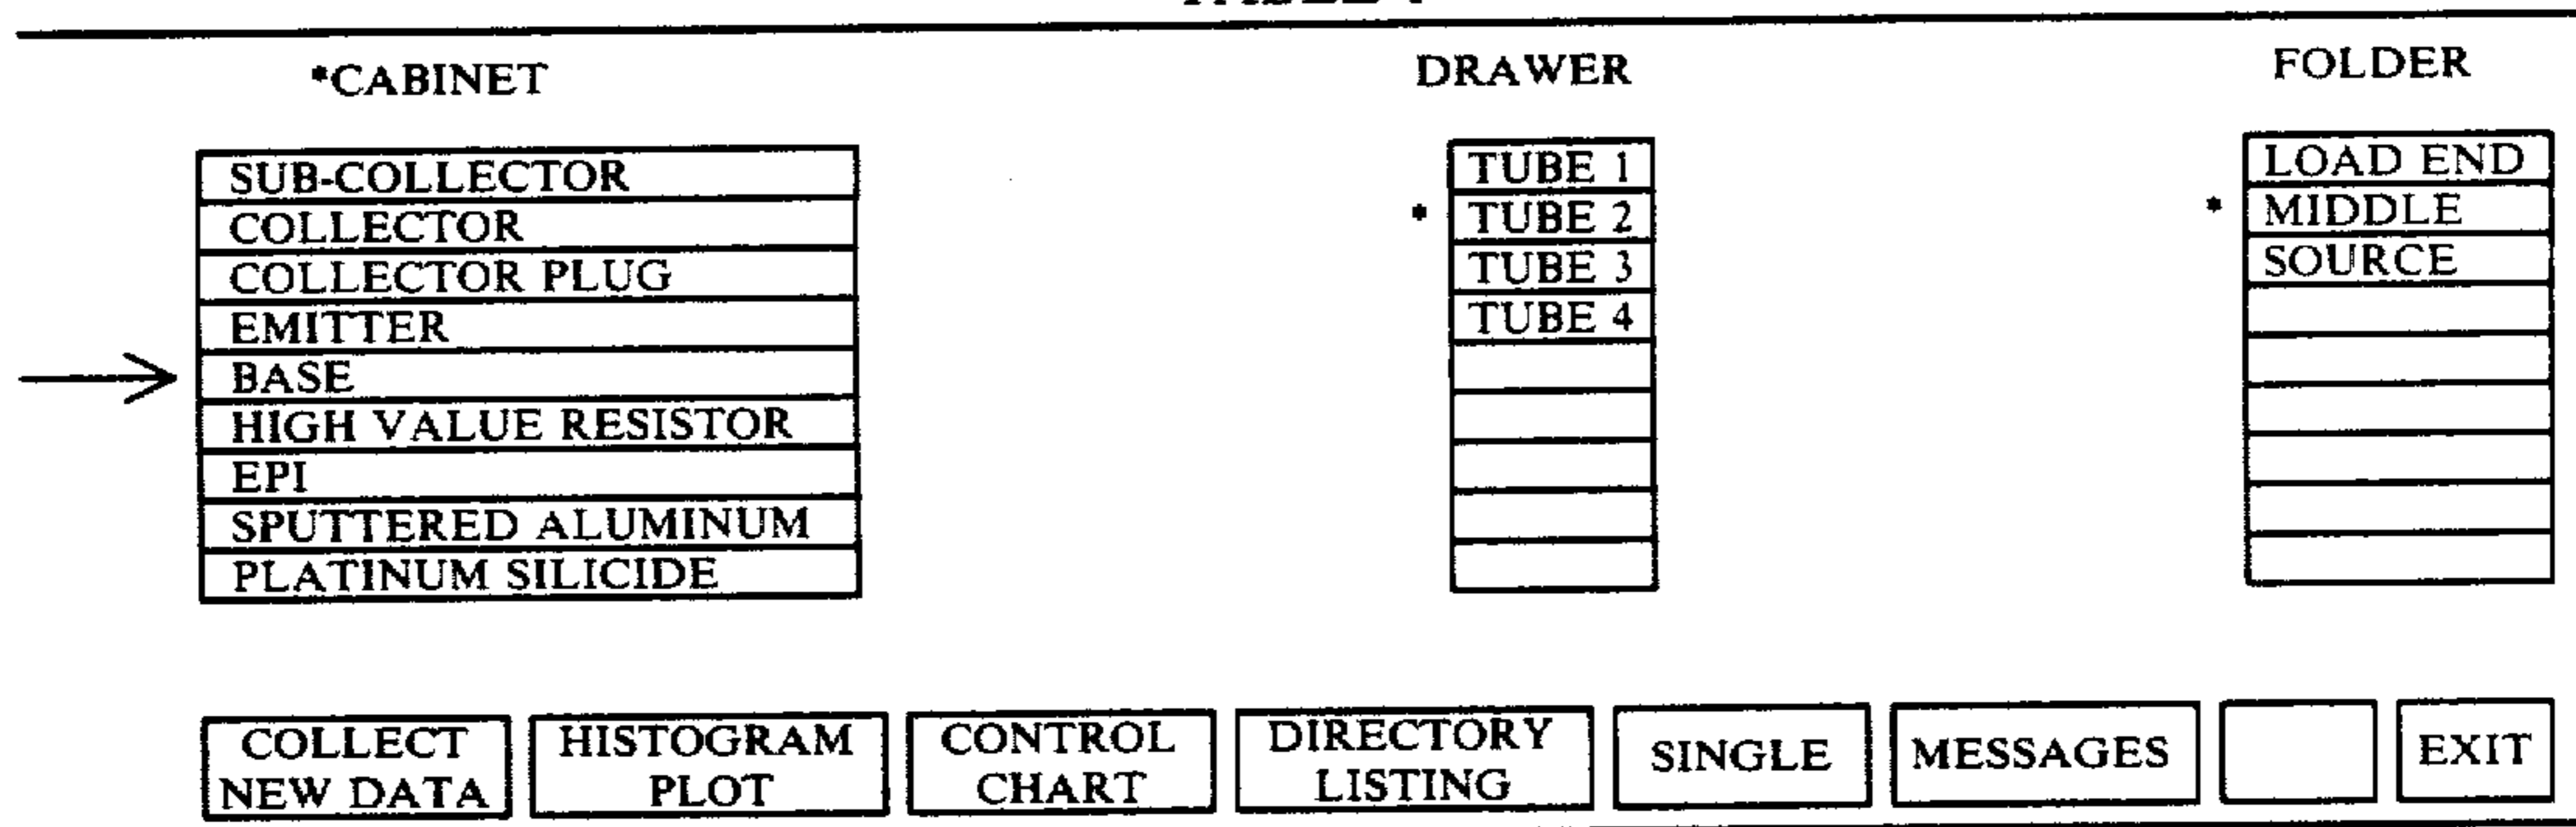 *CABINET DRAWER FOLDER
SUB-COLLECTOR TUBE 1 LOAD END
COLLECTOR * TUBE 2 * MIDDLE
COLLECTOR PLUG TUBE 3 SOURCE
EMITTER TUBE 4
BASE
HIGH VALUE RESISTOR
EPI
SPUTTERED ALUMINUM
PLATINUM SILICIDE
COLLECT HISTOGRAM CONTROL DIRECTORY SINGLE MESSAGES EXIT
NEW DATA PLOT CHART LISTING